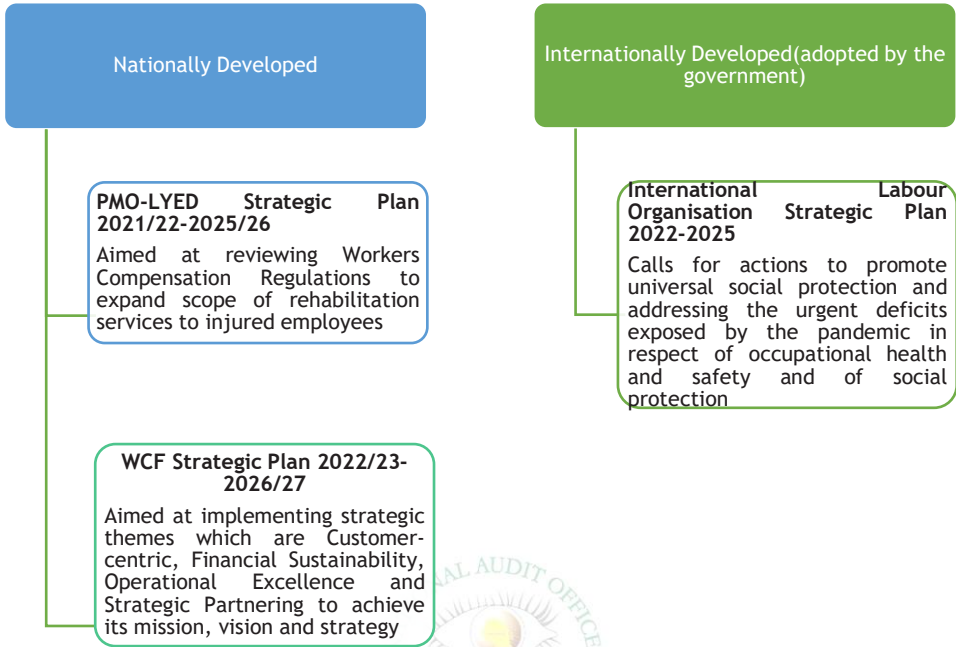 Nationally Developed
Internationally Developed(adopted by the
government)
PMO-LYED Strategic Plan
2021/22-2025/26
Aimed at reviewing Workers
Compensation Regulations to
expand scope of rehabilitation
services to injured employees
International Labour
Organisation Strategic Plan
2022-2025
Calls for actions to promote
universal social protection and
addressing the urgent deficits
exposed by the pandemic in
respect of occupational health
and safety and of social
protection
WCF Strategic Plan 2022/23-
2026/27
Aimed at implementing strategic
themes which are Customer-
centric, Financial Sustainability,
Operational Excellence and
Strategic Partnering to achieve
its mission, vision and strategy
AUDIT OFFICE